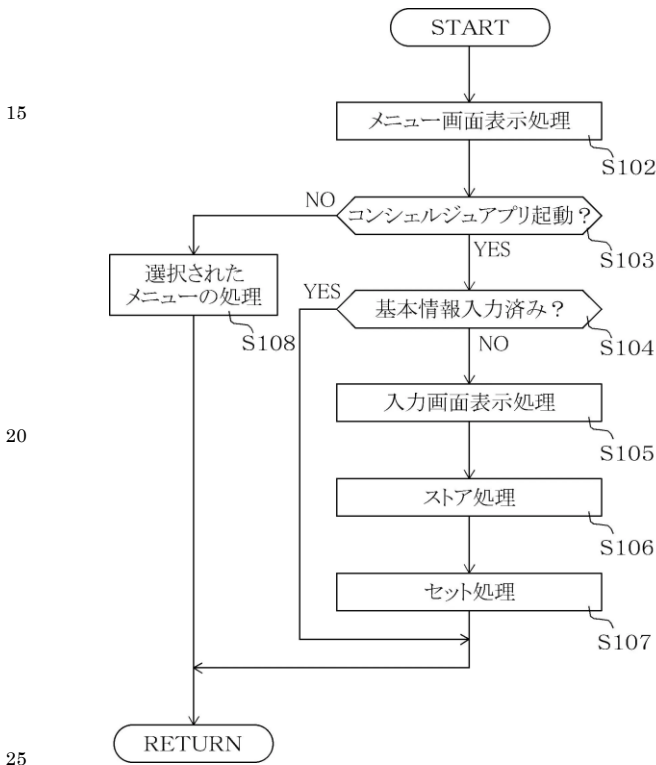 START
15
メニュー画面表示処理
S102
NO
コンシェルジュアプリ起動？
S103
YES
選択された
メニューの処理
S108
YES
基本情報入力済み？
S104
NO
入力画面表示処理
S105
20
ストア処理
S106
セット処理
S107
RETURN
25